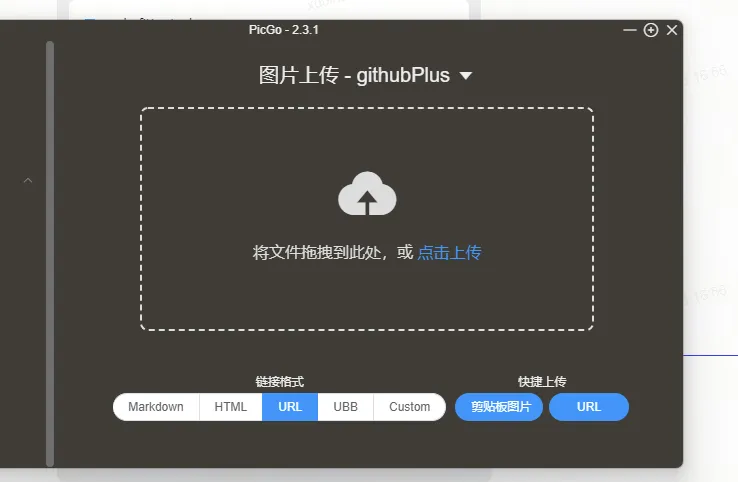 PicGo - 2.3.1
图片上传 - githubPlus
将文件拖拽到此处，或 点击上传
链接格式
快捷上传
Markdown HTML URL UBB Custom
剪贴板图片 URL